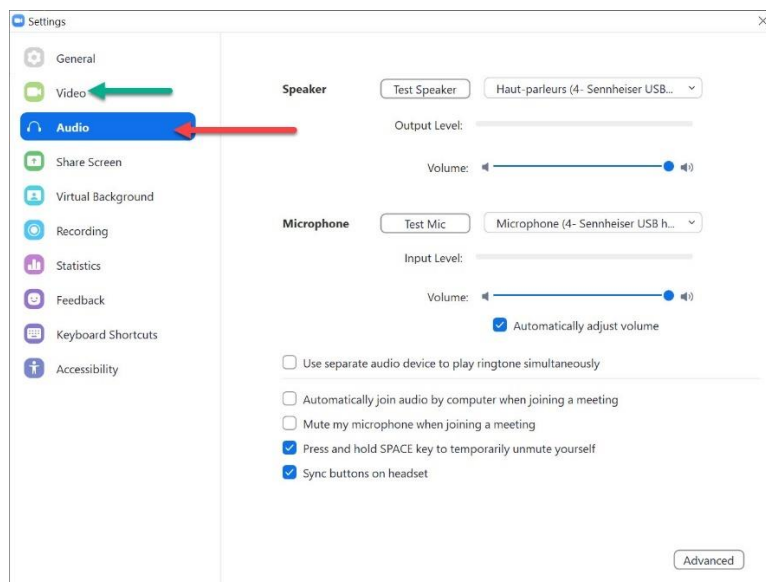 Settings
General
Video
Audio
Share Screen
Virtual Background
Recording
Statistics
Feedback
Keyboard Shortcuts
Accessibility
Speaker
Test Speaker
Haut-parleurs (4- Sennheiser USB...
Output Level:
Volume:
Microphone
Test Mic
Microphone (4- Sennheiser USB h...
Input Level:
Volume:
Automatically adjust volume
Use separate audio device to play ringtone simultaneously
Automatically join audio by computer when joining a meeting
Mute my microphone when joining a meeting
Press and hold SPACE key to temporarily unmute yourself
Sync buttons on headset
Advanced